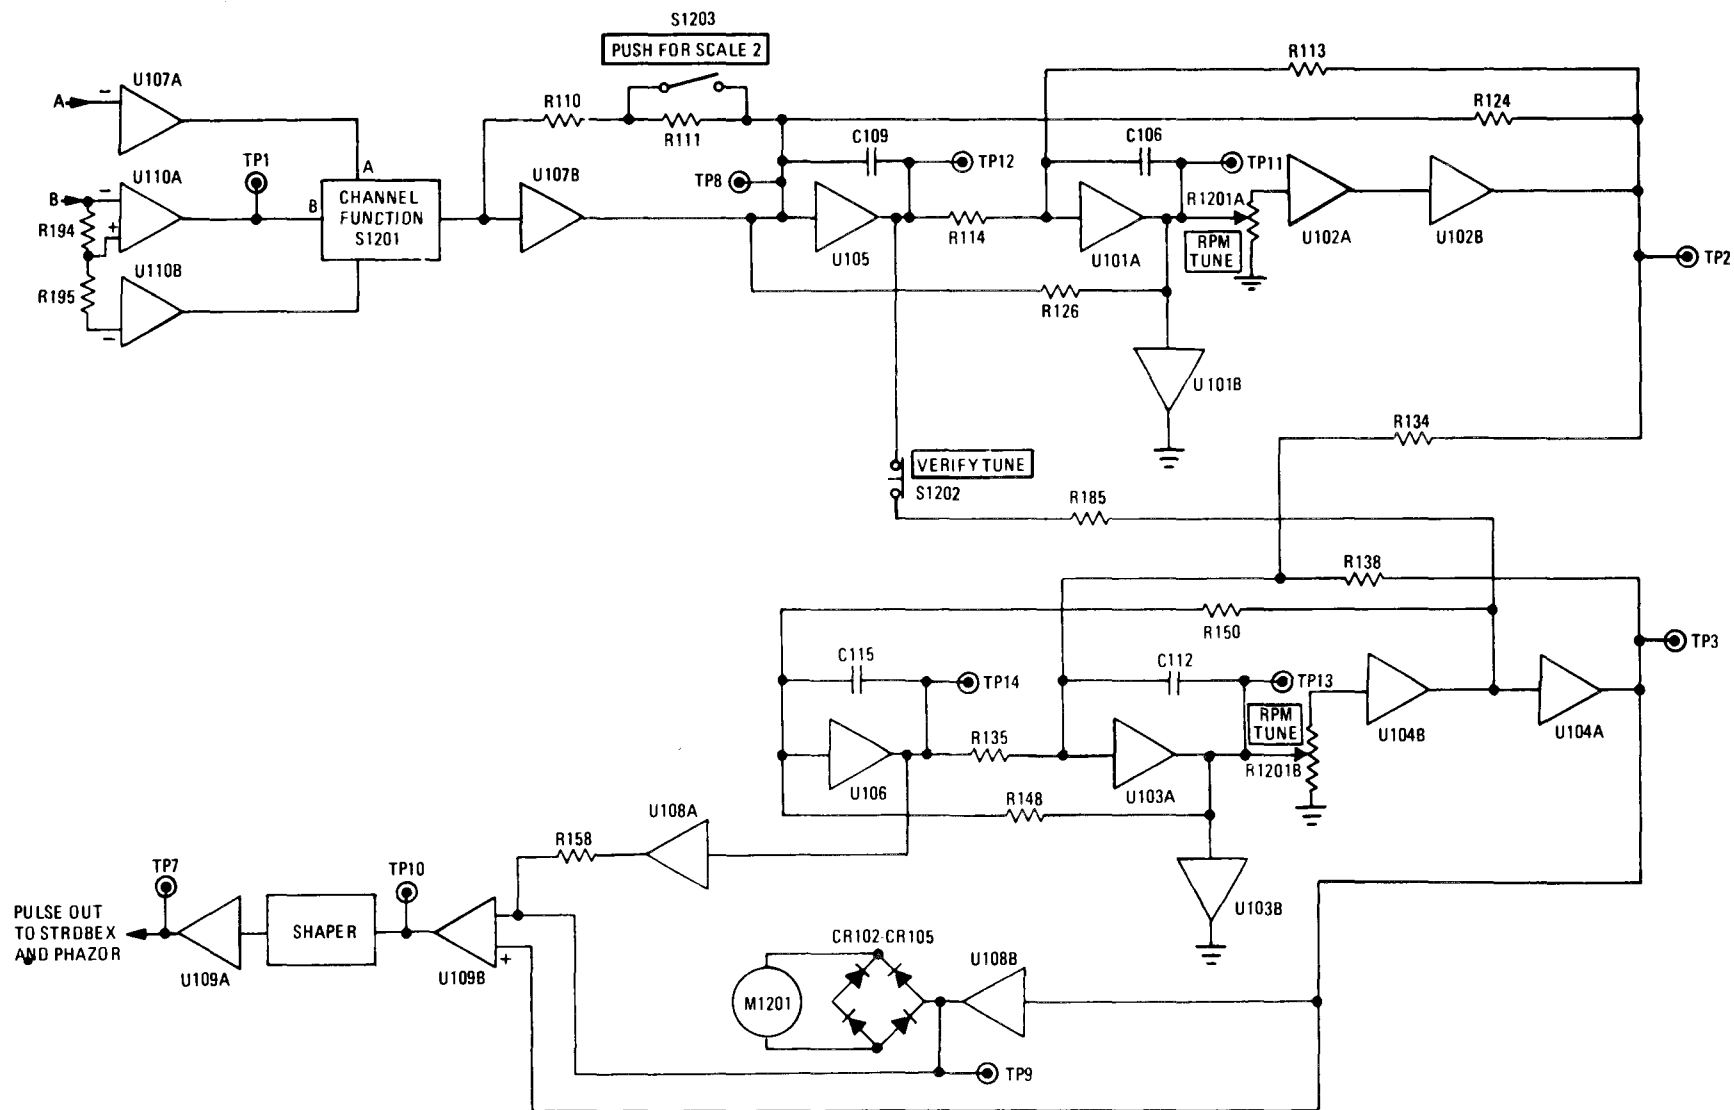 S1203
PUSH FOR SCALE 2
R113
U107A
A
−
R110
R111
R124
C109
C106
TP1
A
TP12
TP11
U110A
B
−
+
B
CHANNEL
FUNCTION
S1201
U107B
TP8
R1201A
R194
R114
U105
U101A
RPM
TUNE
U102A
U102B
U110B
R195
−
R126
TP2
U101B
R134
VERIFY TUNE
S1202
R185
R138
R150
TP3
C115
C112
TP14
TP13
RPM
TUNE
R135
R1201B
U104B
U104A
U106
U103A
R148
U108A
R158
TP7
TP10
U103B
PULSE OUT
TO STRDBEX
AND PHAZOR
SHAPER
U109A
U109B
+
CR102-CR105
U108B
M1201
TP9